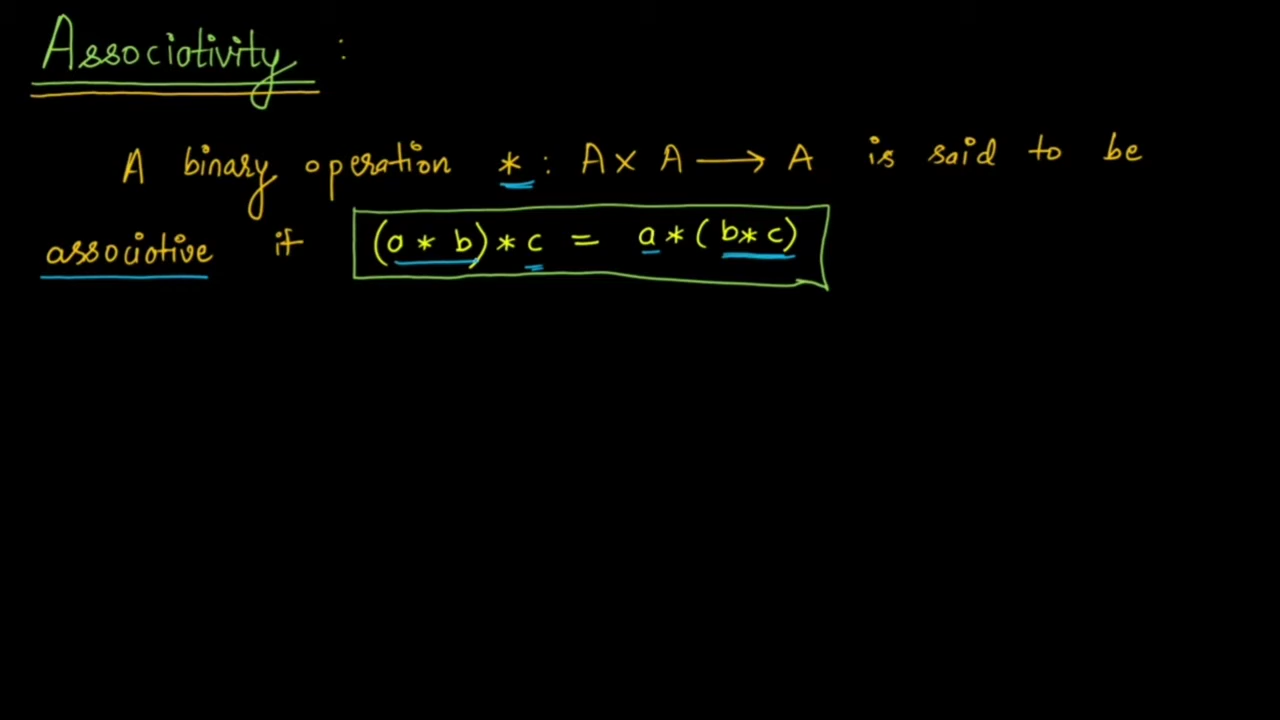 Associativity :
A binary operation * : A × A ⟶ A is said to be
associative if (a * b) * c = a * (b * c)